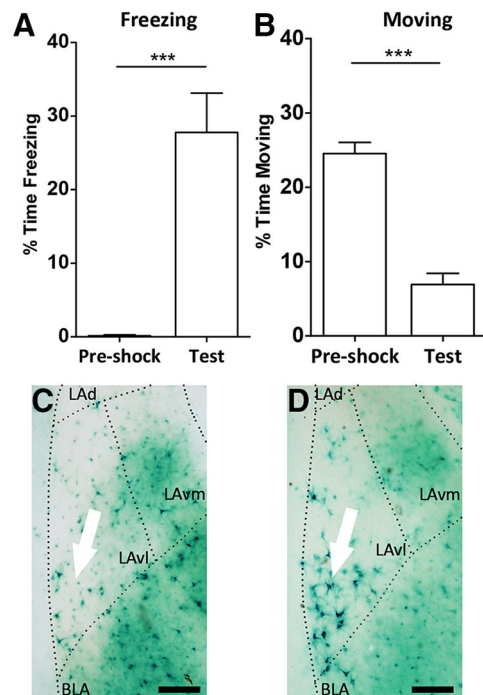 A
Freezing
***
% Time Freezing
40
30
20
10
0
Pre-shock
Test
B
Moving
***
% Time Moving
40
30
20
10
0
Pre-shock
Test
C
LAd
LAvm
LAvl
BLA
D
LAd
LAvm
LAvl
BLA